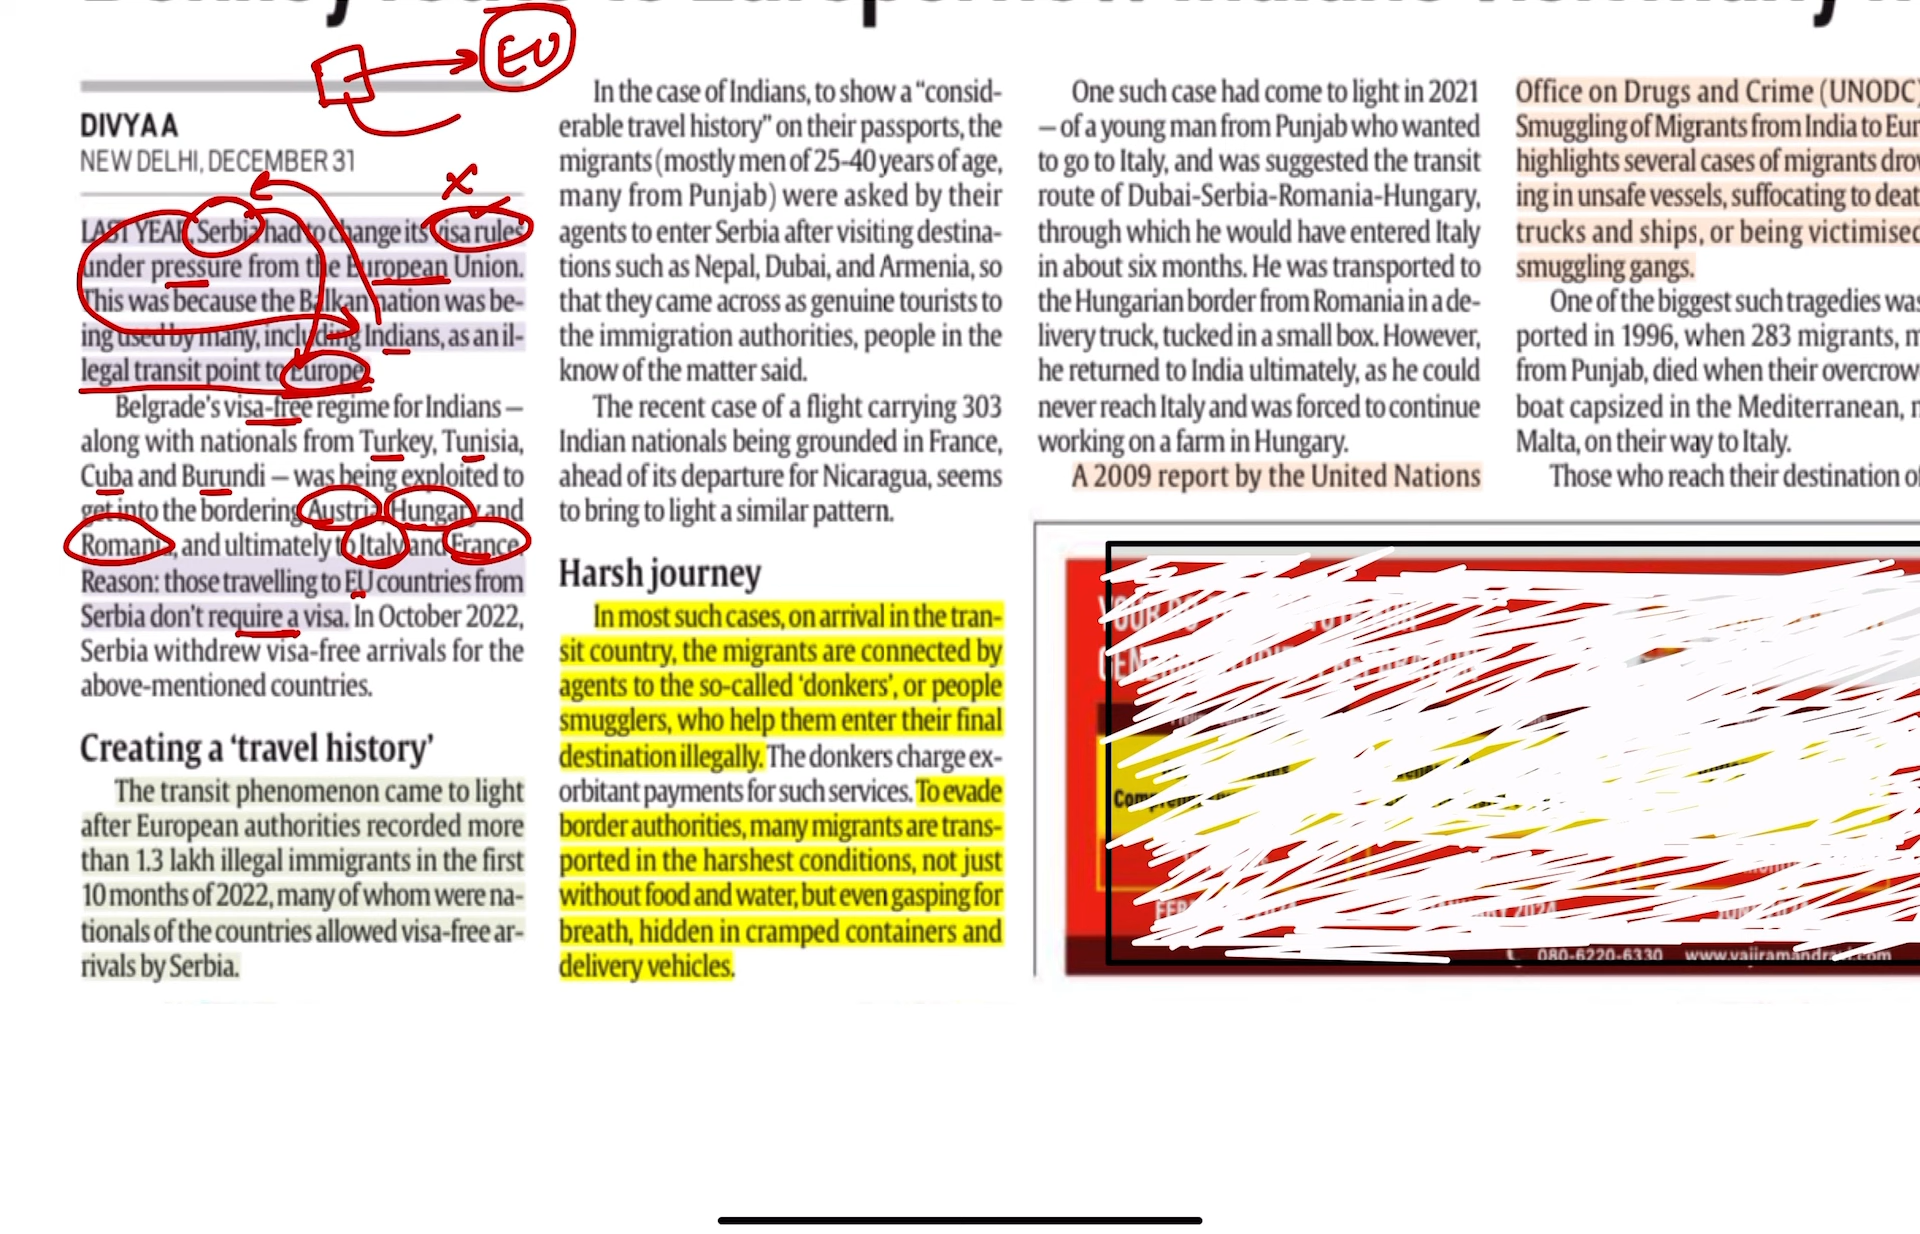 EU
DIVYA A
NEW DELHI, DECEMBER 31
LAST YEAR, Serbia had to change its visa rules
under pressure from the European Union.
This was because the Balkan nation was be-
ing used by many, including Indians, as an il-
legal transit point to Europe.
Belgrade's visa-free regime for Indians —
along with nationals from Turkey, Tunisia,
Cuba and Burundi — was being exploited to
get into the bordering Austria, Hungary and
Romania, and ultimately to Italy and France.
Reason: those travelling to EU countries from
Serbia don't require a visa. In October 2022,
Serbia withdrew visa-free arrivals for the
above-mentioned countries.
Creating a 'travel history'
The transit phenomenon came to light
after European authorities recorded more
than 1.3 lakh illegal immigrants in the first
10 months of 2022, many of whom were na-
tionals of the countries allowed visa-free ar-
rivals by Serbia.
In the case of Indians, to show a "consid-
erable travel history" on their passports, the
migrants (mostly men of 25-40 years of age,
many from Punjab) were asked by their
agents to enter Serbia after visiting destina-
tions such as Nepal, Dubai, and Armenia, so
that they came across as genuine tourists to
the immigration authorities, people in the
know of the matter said.
The recent case of a flight carrying 303
Indian nationals being grounded in France,
ahead of its departure for Nicaragua, seems
to bring to light a similar pattern.
Harsh journey
In most such cases, on arrival in the tran-
sit country, the migrants are connected by
agents to the so-called 'donkers', or people
smugglers, who help them enter their final
destination illegally. The donkers charge ex-
orbitant payments for such services. To evade
border authorities, many migrants are trans-
ported in the harshest conditions, not just
without food and water, but even gasping for
breath, hidden in cramped containers and
delivery vehicles.
One such case had come to light in 2021
— of a young man from Punjab who wanted
to go to Italy, and was suggested the transit
route of Dubai-Serbia-Romania-Hungary,
through which he would have entered Italy
in about six months. He was transported to
the Hungarian border from Romania in a de-
livery truck, tucked in a small box. However,
he returned to India ultimately, as he could
never reach Italy and was forced to continue
working on a farm in Hungary.
A 2009 report by the United Nations
Office on Drugs and Crime (UNODC)
Smuggling of Migrants from India to Eur
highlights several cases of migrants drow
ing in unsafe vessels, suffocating to deat
trucks and ships, or being victimised
smuggling gangs.
One of the biggest such tragedies was
ported in 1996, when 283 migrants, m
from Punjab, died when their overcrow
boat capsized in the Mediterranean, n
Malta, on their way to Italy.
Those who reach their destination of
080-6220-6330 www.vajiramandravi.com